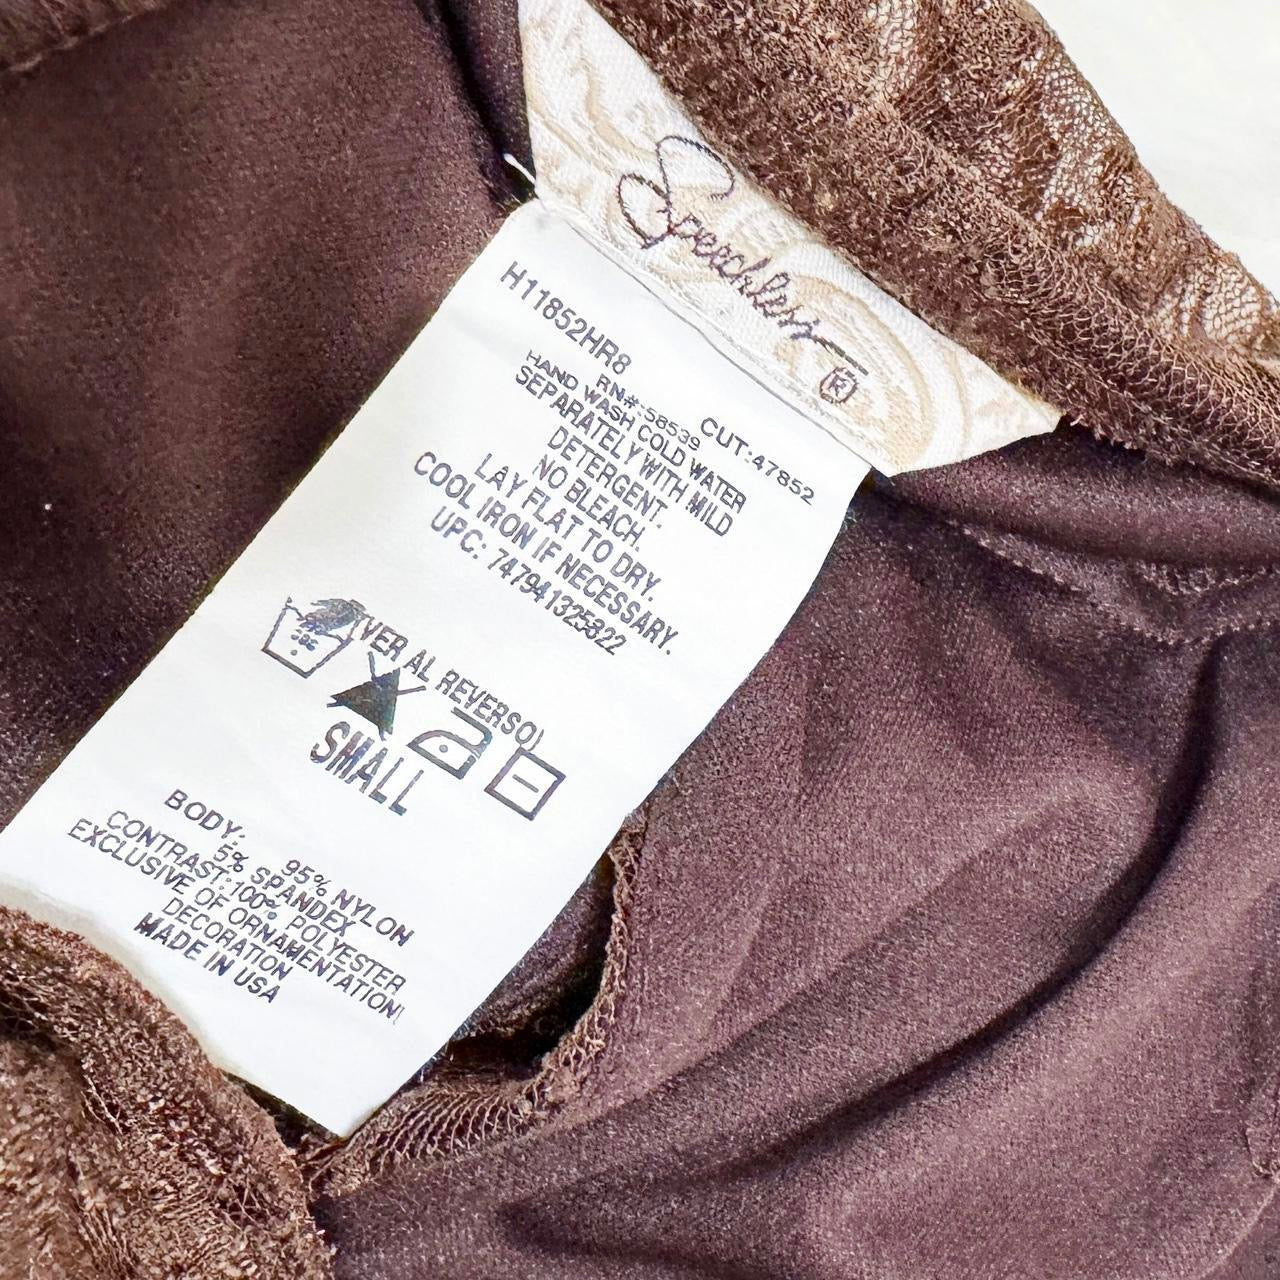 Speechless ®
H11852HR8
CUT:47852
RN#:58539
HAND WASH COLD WATER
SEPARATELY WITH MILD
DETERGENT.
NO BLEACH.
LAY FLAT TO DRY.
COOL IRON IF NECESSARY.
UPC: 747941325822
VER AL REVERSO)
SMALL
BODY: 95% NYLON
5% SPANDEX
CONTRAST:100% POLYESTER
EXCLUSIVE OF ORNAMENTATION
DECORATION
MADE IN USA